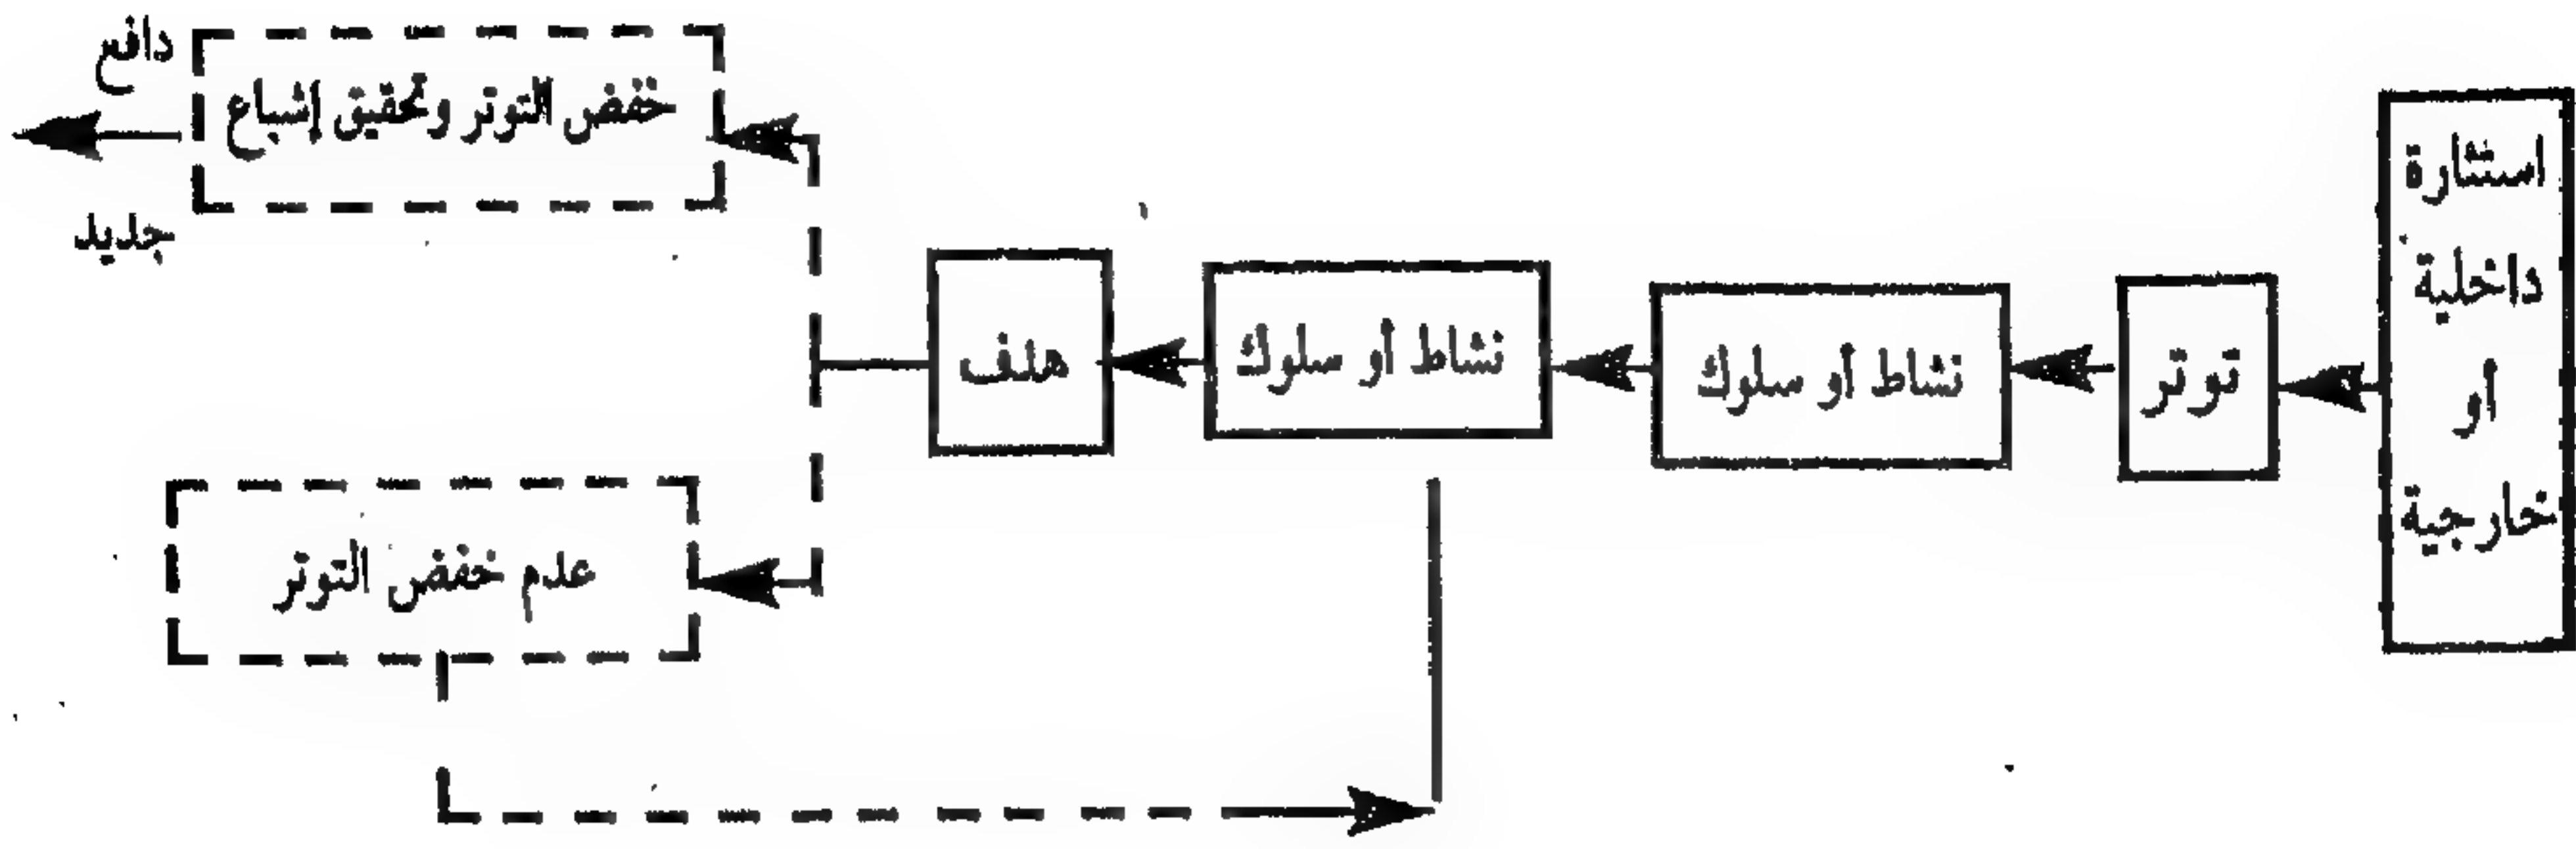 استثارة
داخلية
أو
خارجية
توتر
نشاط أو سلوك
نشاط أو سلوك
هدف
خفض التوتر وتحقيق إشباع
دافع
جديد
عدم خفض التوتر